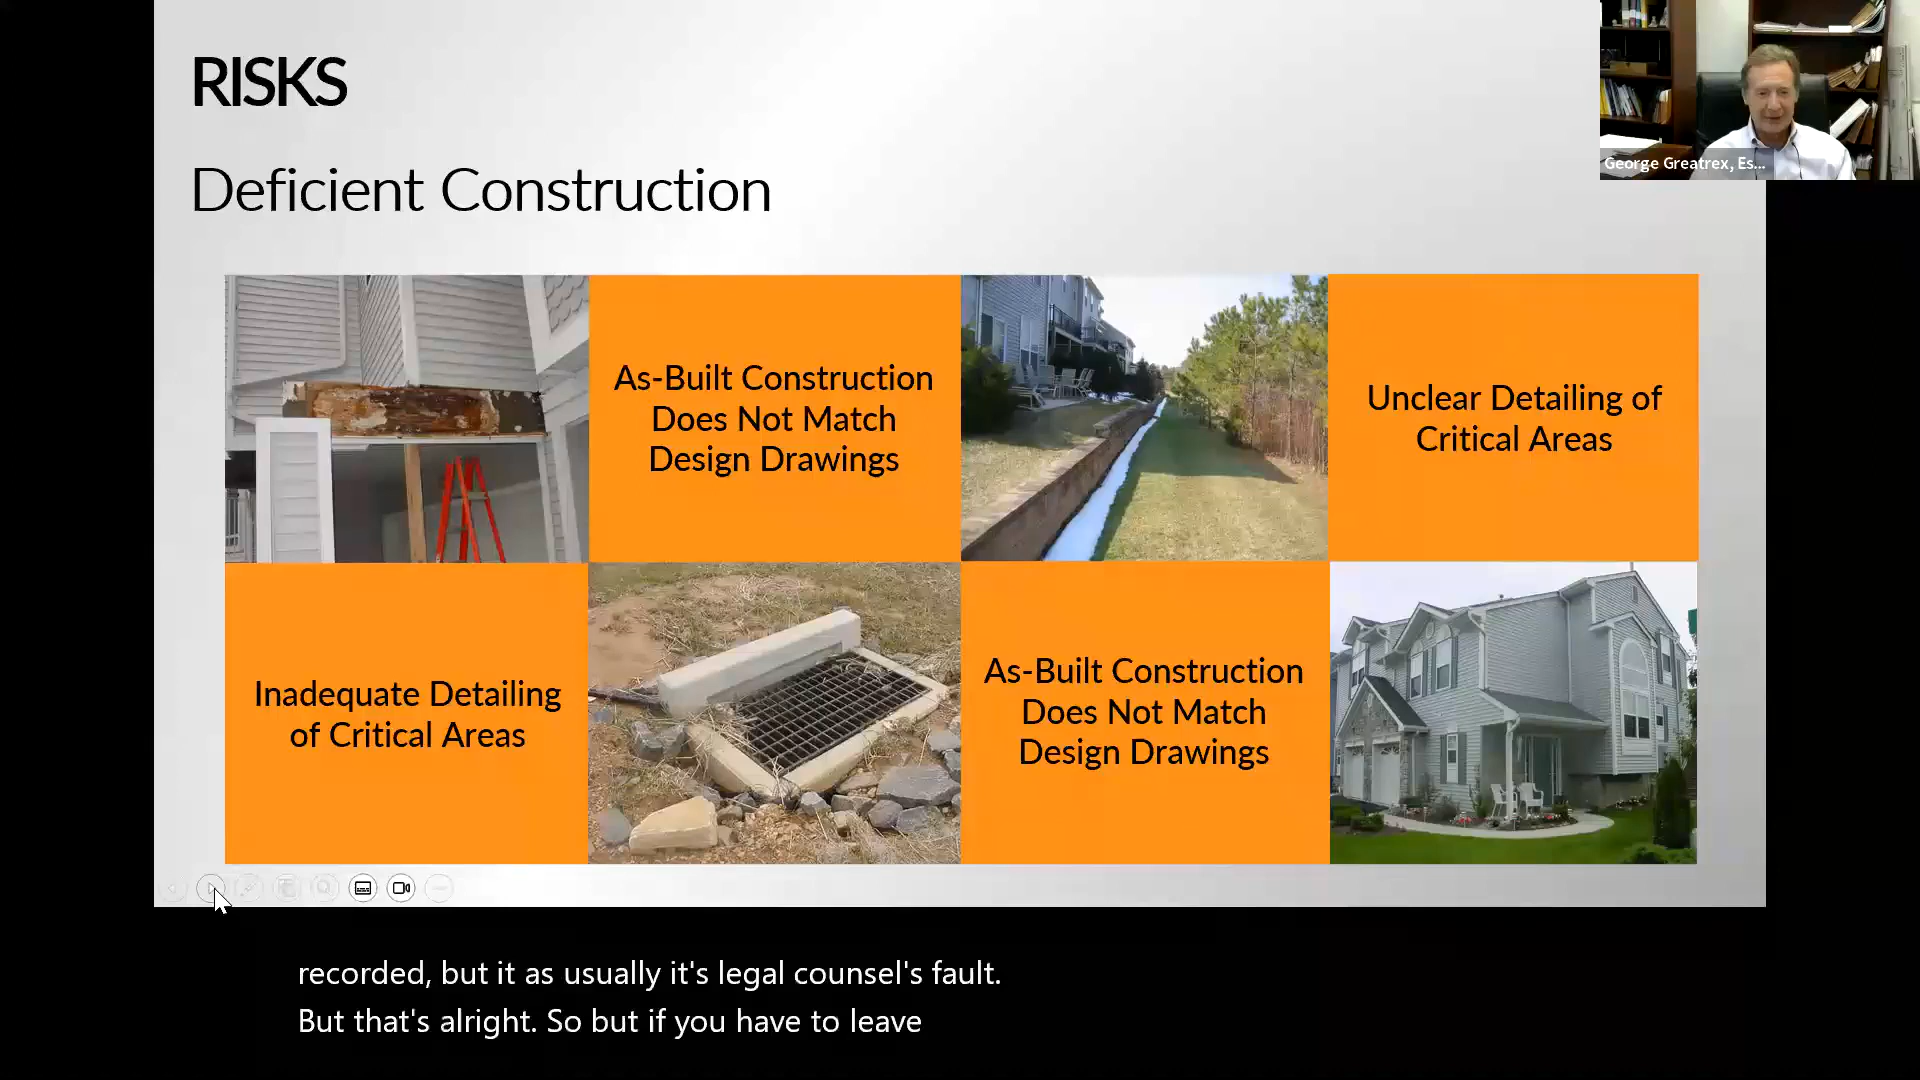 RISKS
Deficient Construction
George Greatrex, Es...
As-Built Construction
Does Not Match
Design Drawings
Unclear Detailing of
Critical Areas
Inadequate Detailing
of Critical Areas
As-Built Construction
Does Not Match
Design Drawings
recorded, but it as usually it's legal counsel's fault.
But that's alright. So but if you have to leave